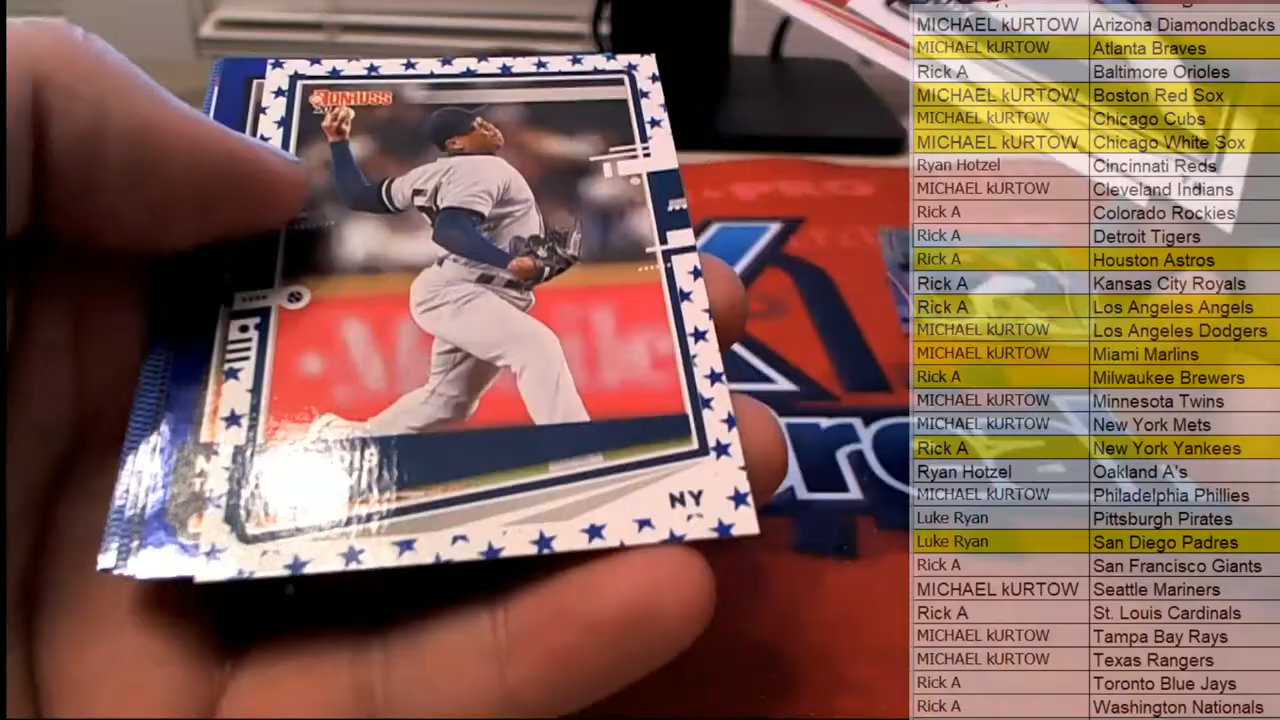 DONRUSS
NY
PRO
MICHAEL kURTOW Arizona Diamondbacks
MICHAEL kURTOW Atlanta Braves
Rick A Baltimore Orioles
MICHAEL kURTOW Boston Red Sox
MICHAEL kURTOW Chicago Cubs
MICHAEL kURTOW Chicago White Sox
Ryan Hotzel Cincinnati Reds
MICHAEL kURTOW Cleveland Indians
Rick A Colorado Rockies
Rick A Detroit Tigers
Rick A Houston Astros
Rick A Kansas City Royals
Rick A Los Angeles Angels
MICHAEL kURTOW Los Angeles Dodgers
MICHAEL kURTOW Miami Marlins
Rick A Milwaukee Brewers
MICHAEL kURTOW Minnesota Twins
MICHAEL kURTOW New York Mets
Rick A New York Yankees
Ryan Hotzel Oakland A's
MICHAEL kURTOW Philadelphia Phillies
Luke Ryan Pittsburgh Pirates
Luke Ryan San Diego Padres
Rick A San Francisco Giants
MICHAEL kURTOW Seattle Mariners
Rick A St. Louis Cardinals
MICHAEL kURTOW Tampa Bay Rays
MICHAEL kURTOW Texas Rangers
Rick A Toronto Blue Jays
Rick A Washington Nationals